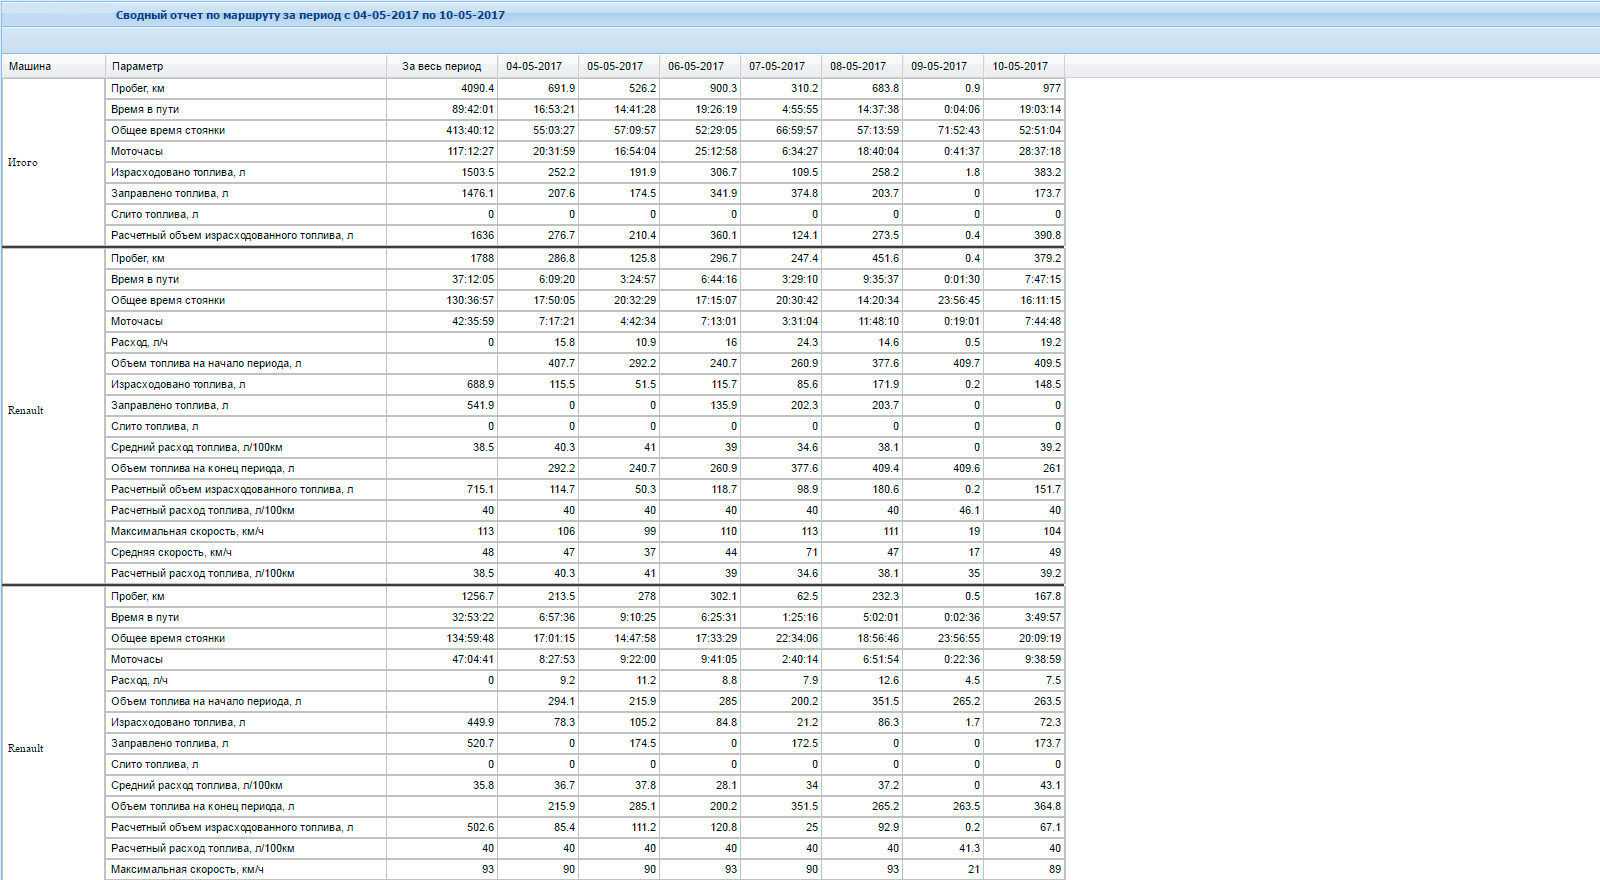 Сводный отчет по маршруту за период с 04-05-2017 по 10-05-2017
Машина Параметр За весь период 04-05-2017 05-05-2017 06-05-2017 07-05-2017 08-05-2017 09-05-2017 10-05-2017
Итого
Пробег, км 4090.4 691.9 526.2 900.3 310.2 683.8 0.9 977
Время в пути 89:42:01 16:53:21 14:41:28 19:26:19 4:55:55 14:37:38 0:04:06 19:03:14
Общее время стоянки 413:40:12 55:03:27 57:09:57 52:29:05 66:59:57 57:13:59 71:52:43 52:51:04
Моточасы 117:12:27 20:31:59 16:54:04 25:12:58 6:34:27 18:40:04 0:41:37 28:37:18
Израсходовано топлива, л 1503.5 252.2 191.9 306.7 109.5 258.2 1.8 383.2
Заправлено топлива, л 1476.1 207.6 174.5 341.9 374.8 203.7 0 173.7
Слито топлива, л 0 0 0 0 0 0 0 0
Расчетный объем израсходованного топлива, л 1636 276.7 210.4 360.1 124.1 273.5 0.4 390.8
Renault
Пробег, км 1788 286.8 125.8 296.7 247.4 451.6 0.4 379.2
Время в пути 37:12:05 6:09:20 3:24:57 6:44:16 3:29:10 9:35:37 0:01:30 7:47:15
Общее время стоянки 130:36:57 17:50:05 20:32:29 17:15:07 20:30:42 14:20:34 23:56:45 16:11:15
Моточасы 42:35:59 7:17:21 4:42:34 7:13:01 3:31:04 11:48:10 0:19:01 7:44:48
Расход, л/ч 0 15.8 10.9 16 24.3 14.6 0.5 19.2
Объем топлива на начало периода, л 407.7 292.2 240.7 260.9 377.6 409.7 409.5
Израсходовано топлива, л 688.9 115.5 51.5 115.7 85.6 171.9 0.2 148.5
Заправлено топлива, л 541.9 0 0 135.9 202.3 203.7 0 0
Слито топлива, л 0 0 0 0 0 0 0 0
Средний расход топлива, л/100км 38.5 40.3 41 39 34.6 38.1 0 39.2
Объем топлива на конец периода, л 292.2 240.7 260.9 377.6 409.4 409.6 261
Расчетный объем израсходованного топлива, л 715.1 114.7 50.3 118.7 98.9 180.6 0.2 151.7
Расчетный расход топлива, л/100км 40 40 40 40 40 40 46.1 40
Максимальная скорость, км/ч 113 106 99 110 113 111 19 104
Средняя скорость, км/ч 48 47 37 44 71 47 17 49
Расчетный расход топлива, л/100км 38.5 40.3 41 39 34.6 38.1 35 39.2
Renault
Пробег, км 1256.7 213.5 278 302.1 62.5 232.3 0.5 167.8
Время в пути 32:53:22 6:57:36 9:10:25 6:25:31 1:25:16 5:02:01 0:02:36 3:49:57
Общее время стоянки 134:59:48 17:01:15 14:47:58 17:33:29 22:34:06 18:56:46 23:56:55 20:09:19
Моточасы 47:04:41 8:27:53 9:22:00 9:41:05 2:40:14 6:51:54 0:22:36 9:38:59
Расход, л/ч 0 9.2 11.2 8.8 7.9 12.6 4.5 7.5
Объем топлива на начало периода, л 294.1 215.9 285 200.2 351.5 265.2 263.5
Израсходовано топлива, л 449.9 78.3 105.2 84.8 21.2 86.3 1.7 72.3
Заправлено топлива, л 520.7 0 174.5 0 172.5 0 0 173.7
Слито топлива, л 0 0 0 0 0 0 0 0
Средний расход топлива, л/100км 35.8 36.7 37.8 28.1 34 37.2 0 43.1
Объем топлива на конец периода, л 215.9 285.1 200.2 351.5 265.2 263.5 364.8
Расчетный объем израсходованного топлива, л 502.6 85.4 111.2 120.8 25 92.9 0.2 67.1
Расчетный расход топлива, л/100км 40 40 40 40 40 40 41.3 40
Максимальная скорость, км/ч 93 90 90 93 90 93 21 89